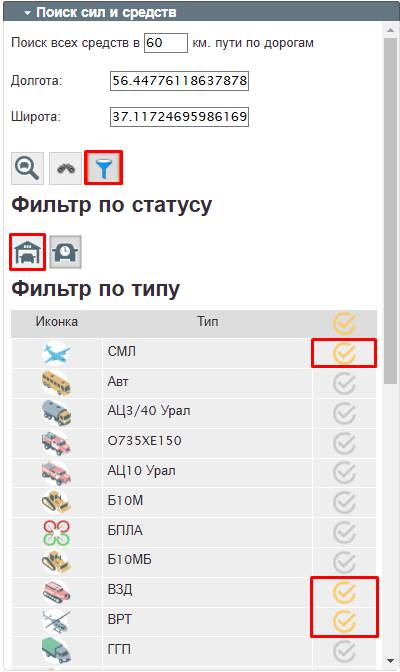 Поиск сил и средств
Поиск всех средств в 60 км. пути по дорогам
Долгота: 56.44776118637878
Широта: 37.11724695986169
Фильтр по статусу
Фильтр по типу
Иконка Тип
СМЛ
Авт
АЦ3/40 Урал
О735ХЕ150
АЦ10 Урал
Б10М
БПЛА
Б10МБ
ВЗД
ВРТ
ГГП